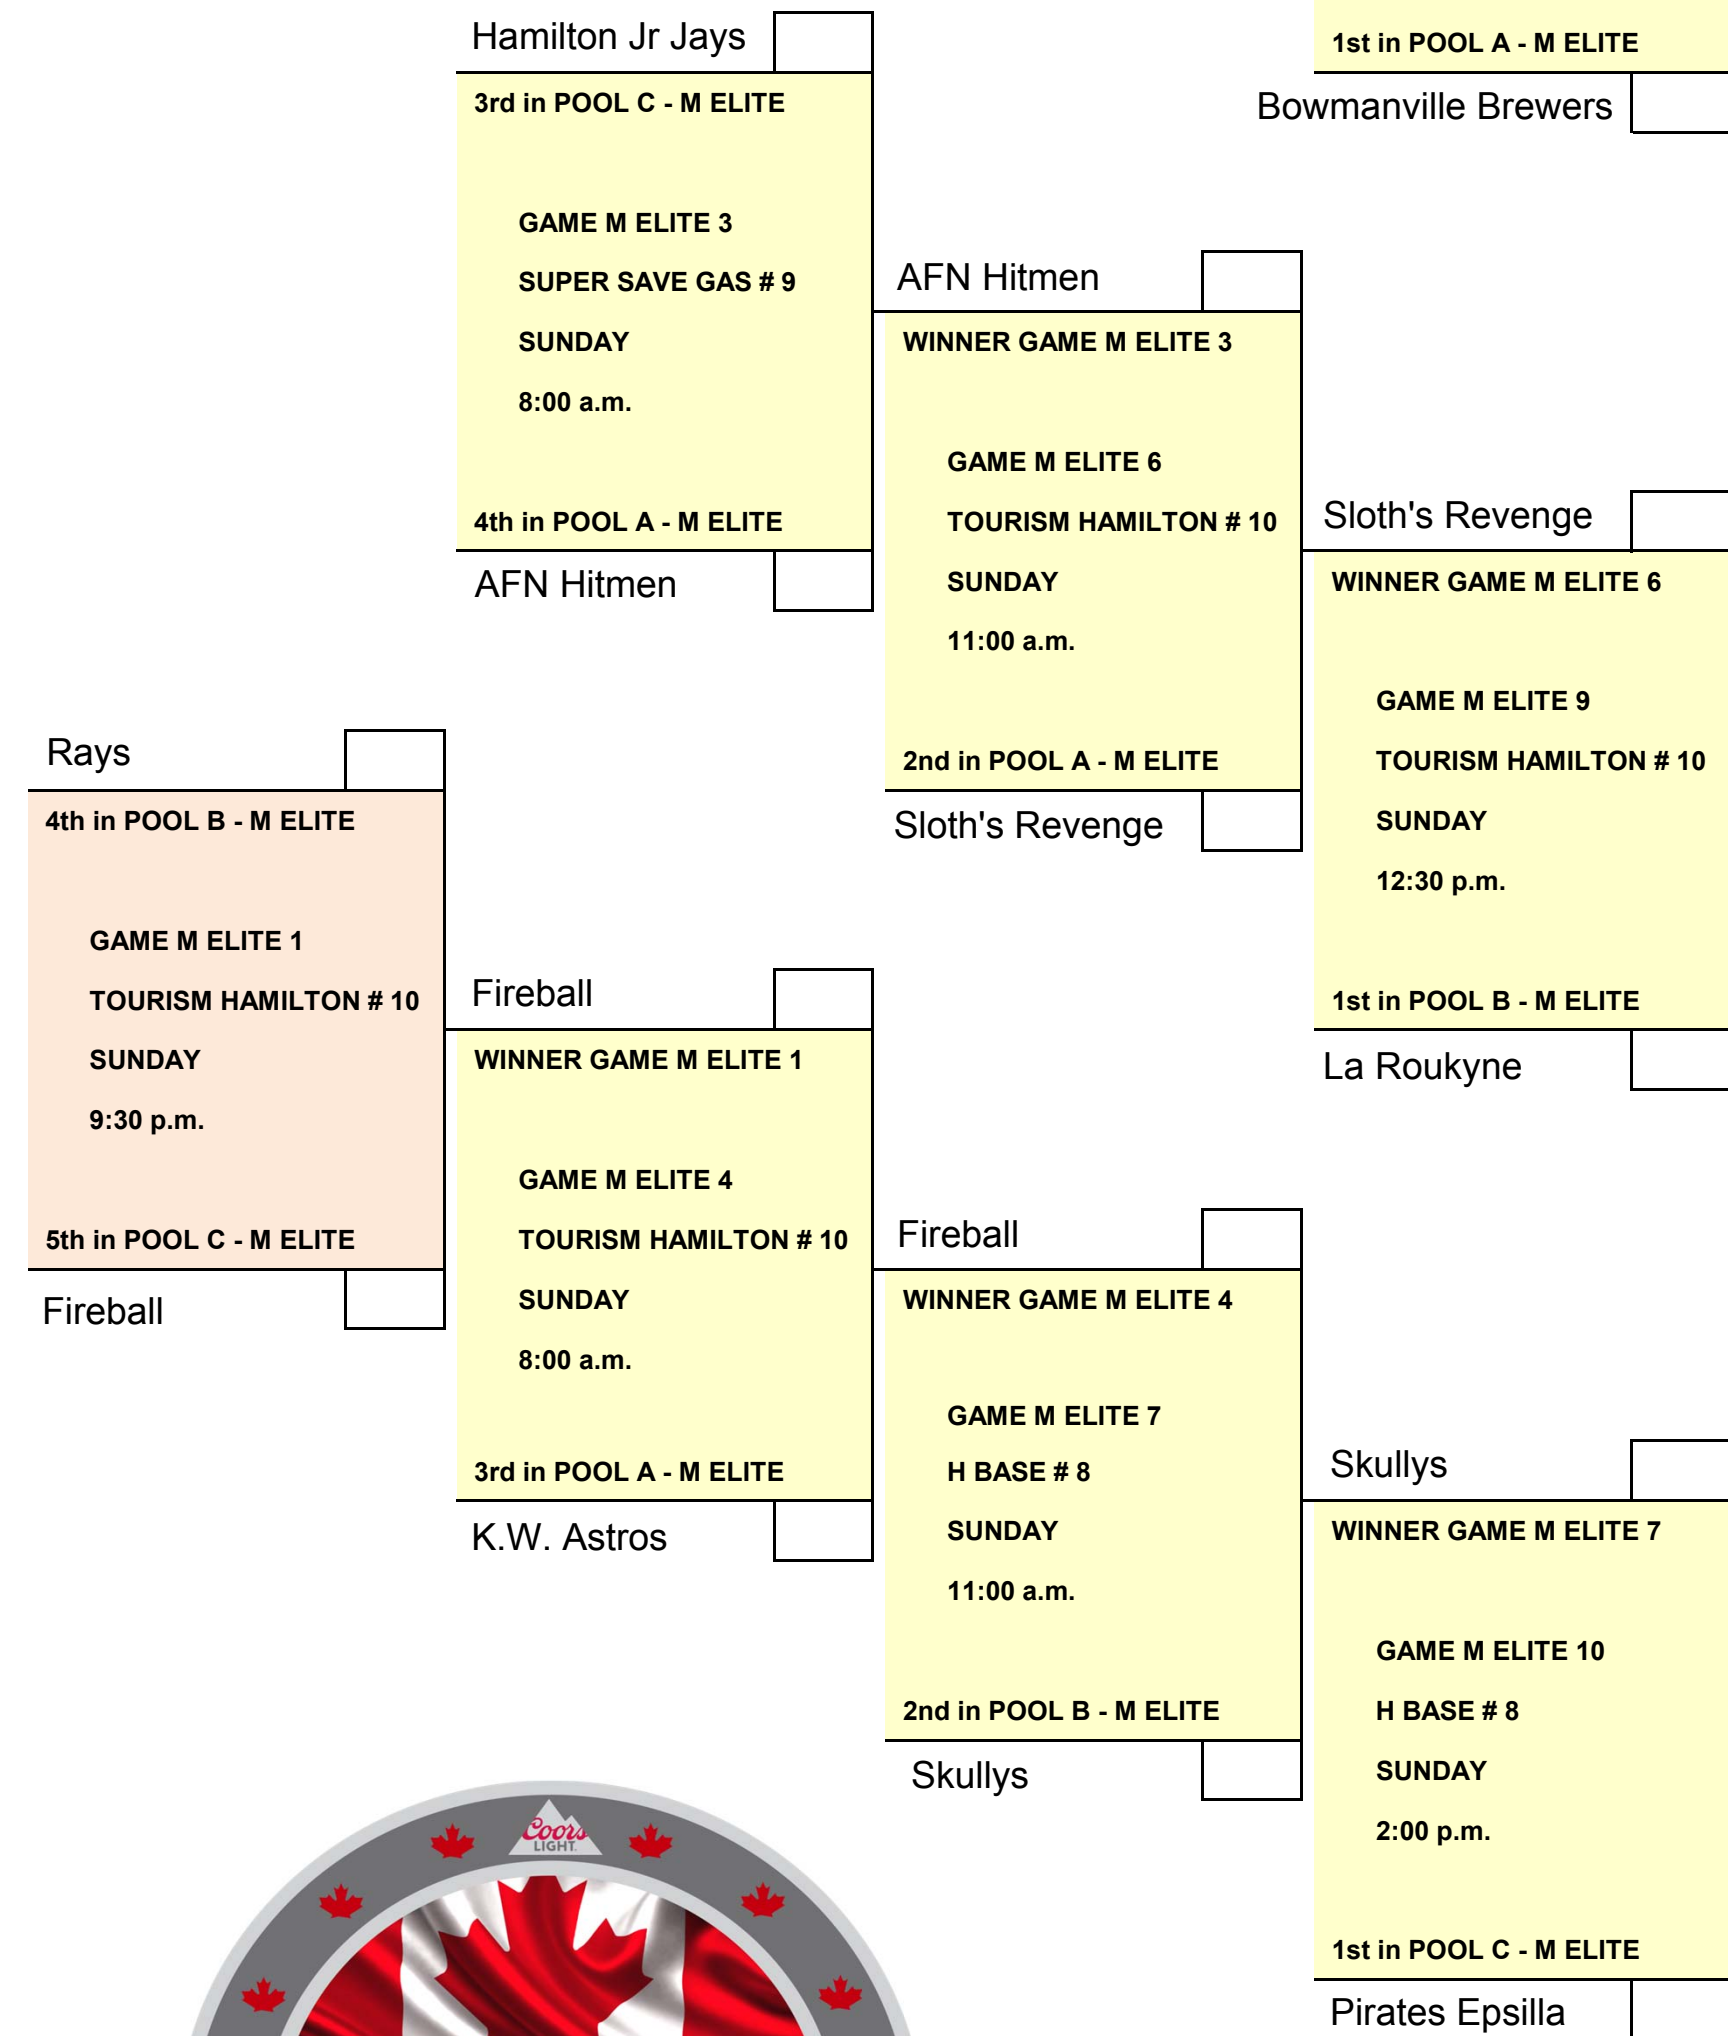 Hamilton Jr Jays
3rd in POOL C - M ELITE
GAME M ELITE 3
SUPER SAVE GAS # 9
SUNDAY
8:00 a.m.
4th in POOL A - M ELITE
AFN Hitmen
Rays
4th in POOL B - M ELITE
GAME M ELITE 1
TOURISM HAMILTON # 10
SUNDAY
9:30 p.m.
5th in POOL C - M ELITE
Fireball
Fireball
WINNER GAME M ELITE 1
GAME M ELITE 4
TOURISM HAMILTON # 10
SUNDAY
8:00 a.m.
3rd in POOL A - M ELITE
K.W. Astros
AFN Hitmen
WINNER GAME M ELITE 3
GAME M ELITE 6
TOURISM HAMILTON # 10
SUNDAY
11:00 a.m.
2nd in POOL A - M ELITE
Sloth's Revenge
Fireball
WINNER GAME M ELITE 4
GAME M ELITE 7
H BASE # 8
SUNDAY
11:00 a.m.
2nd in POOL B - M ELITE
Skullys
1st in POOL A - M ELITE
Bowmanville Brewers
Sloth's Revenge
WINNER GAME M ELITE 6
GAME M ELITE 9
TOURISM HAMILTON # 10
SUNDAY
12:30 p.m.
1st in POOL B - M ELITE
La Roukyne
Skullys
WINNER GAME M ELITE 7
GAME M ELITE 10
H BASE # 8
SUNDAY
2:00 p.m.
1st in POOL C - M ELITE
Pirates Epsilla
Coors
LIGHT